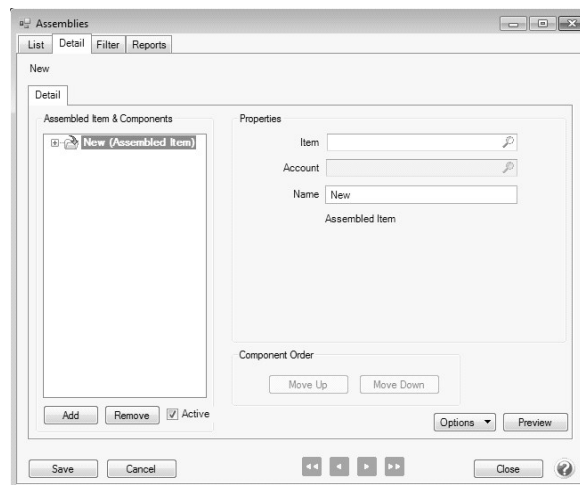 Assemblies
List Detail Filter Reports
New
Detail
Assembled Item & Components
New (Assembled Item)
Properties
Item
Account
Name New
Assembled Item
Component Order
Move Up Move Down
Add Remove Active
Options Preview
Save Cancel Close ?